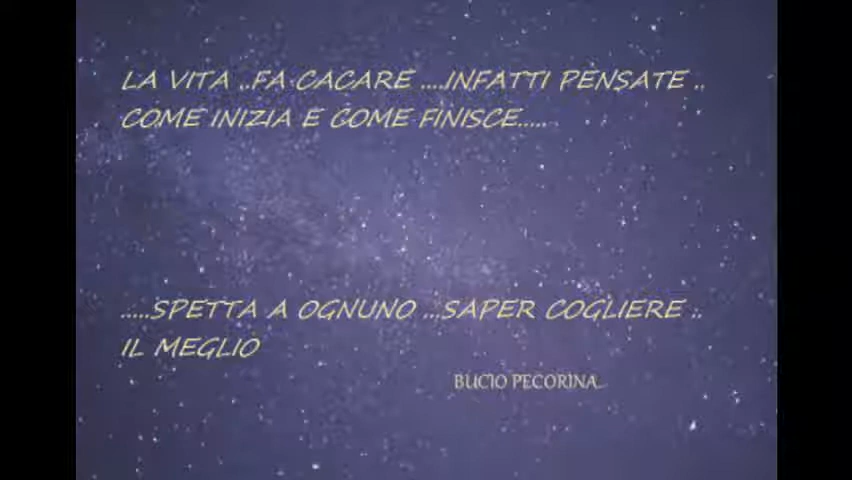 LA VITA ..FA CACARE ....INFATTI PENSATE ..
COME INIZIA E COME FINISCE.....
.....SPETTA A OGNUNO ...SAPER COGLIERE ..
IL MEGLIO
BUCIO PECORINA..